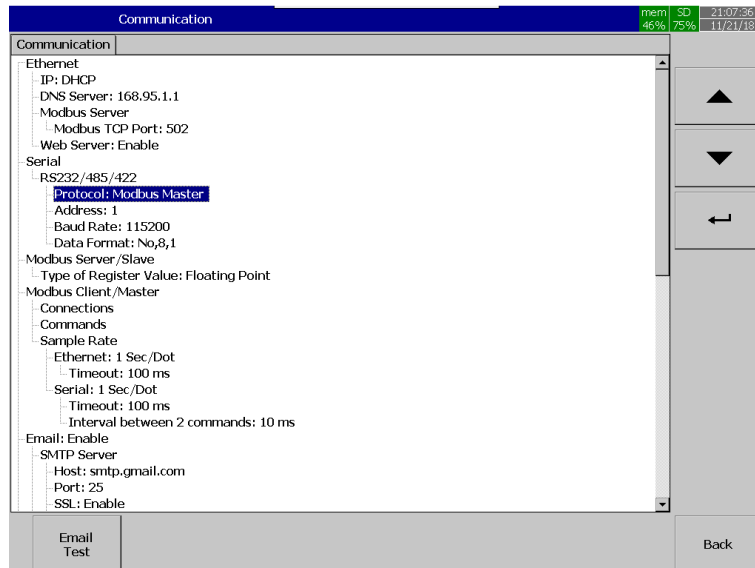 Communication
mem SD 21:07:36
46% 75% 11/21/18
Communication
Ethernet
IP: DHCP
DNS Server: 168.95.1.1
Modbus Server
Modbus TCP Port: 502
Web Server: Enable
Serial
RS232/485/422
Protocol: Modbus Master
Address: 1
Baud Rate: 115200
Data Format: No,8,1
Modbus Server/Slave
Type of Register Value: Floating Point
Modbus Client/Master
Connections
Commands
Sample Rate
Ethernet: 1 Sec/Dot
Timeout: 100 ms
Serial: 1 Sec/Dot
Timeout: 100 ms
Interval between 2 commands: 10 ms
Email: Enable
SMTP Server
Host: smtp.gmail.com
Port: 25
SSL: Enable
Email
Test
Back